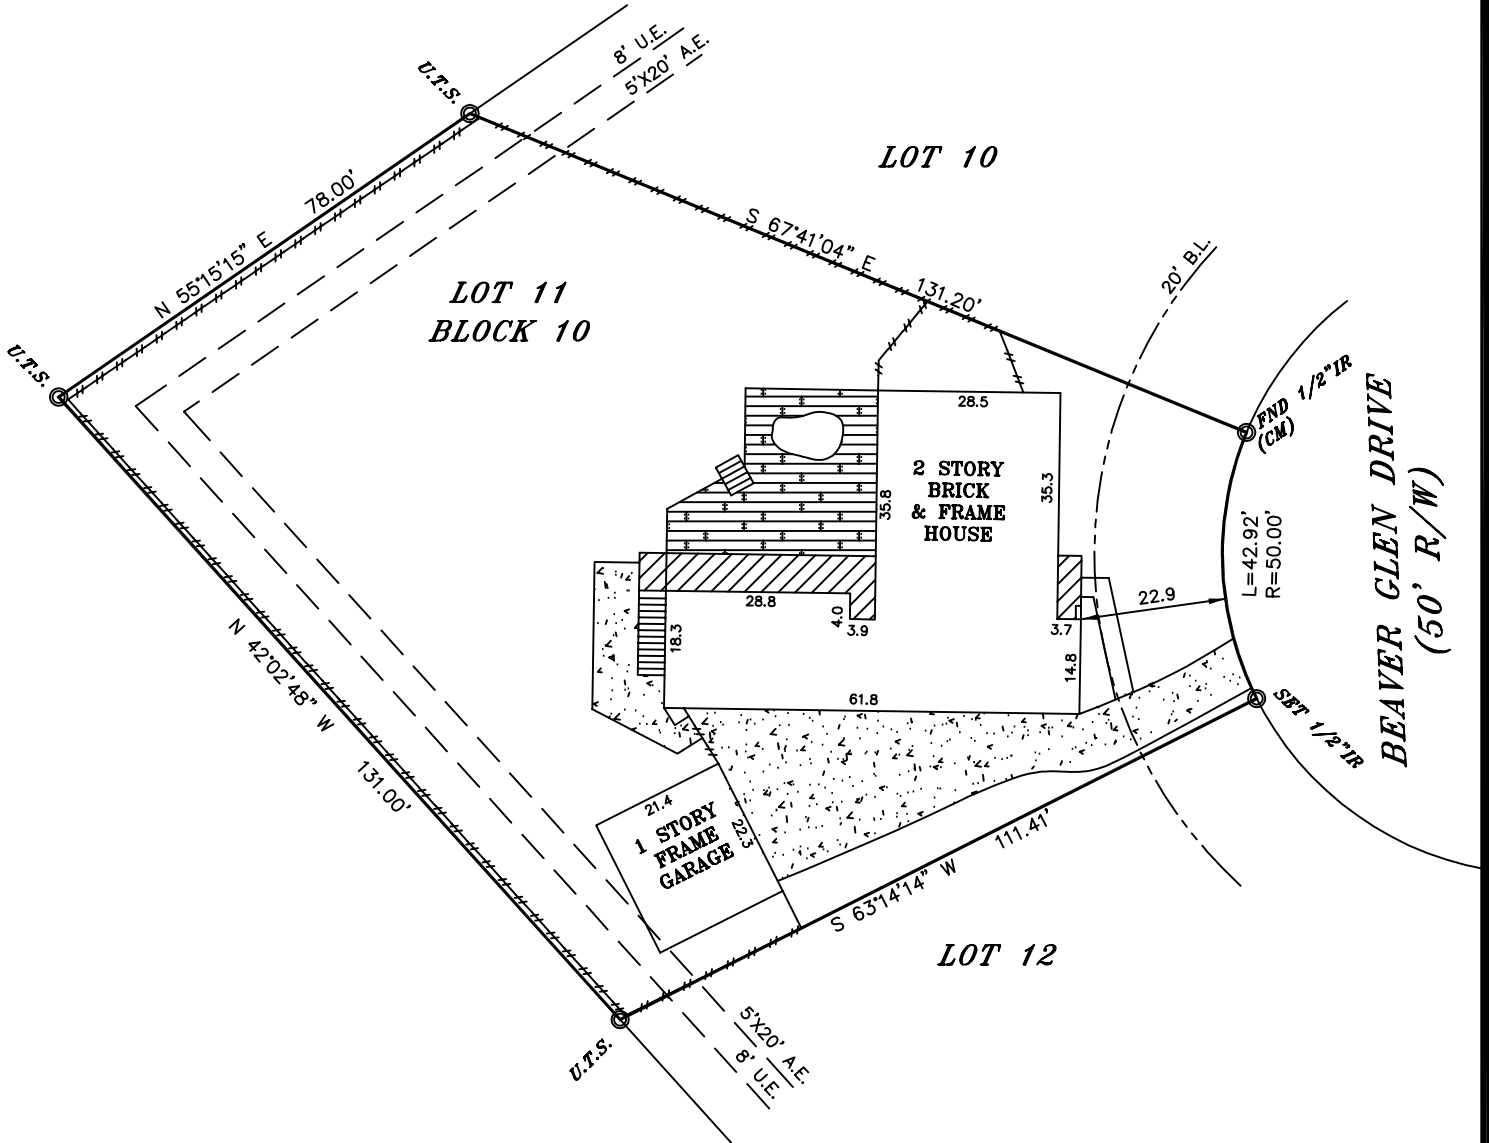 8' U.E.
5'X20' A.E.
U.T.S.
LOT 10
78.00'
N 55°15'15" E
S 67°41'04" E
131.20'
20' B.L.
LOT 11
BLOCK 10
U.T.S.
FND 1/2"IR
(CM)
28.5
2 STORY
BRICK
& FRAME
HOUSE
35.8
35.3
L=42.92'
R=50.00'
BEAVER GLEN DRIVE
(50' R/W)
22.9
28.8
4.0
3.9
3.7
18.3
14.8
61.8
N 42°02'48" W
131.00'
SET 1/2"IR
21.4
22.3
1 STORY
FRAME
GARAGE
S 63°14'14" W
111.41'
LOT 12
U.T.S.
5'X20' A.E.
8' U.E.